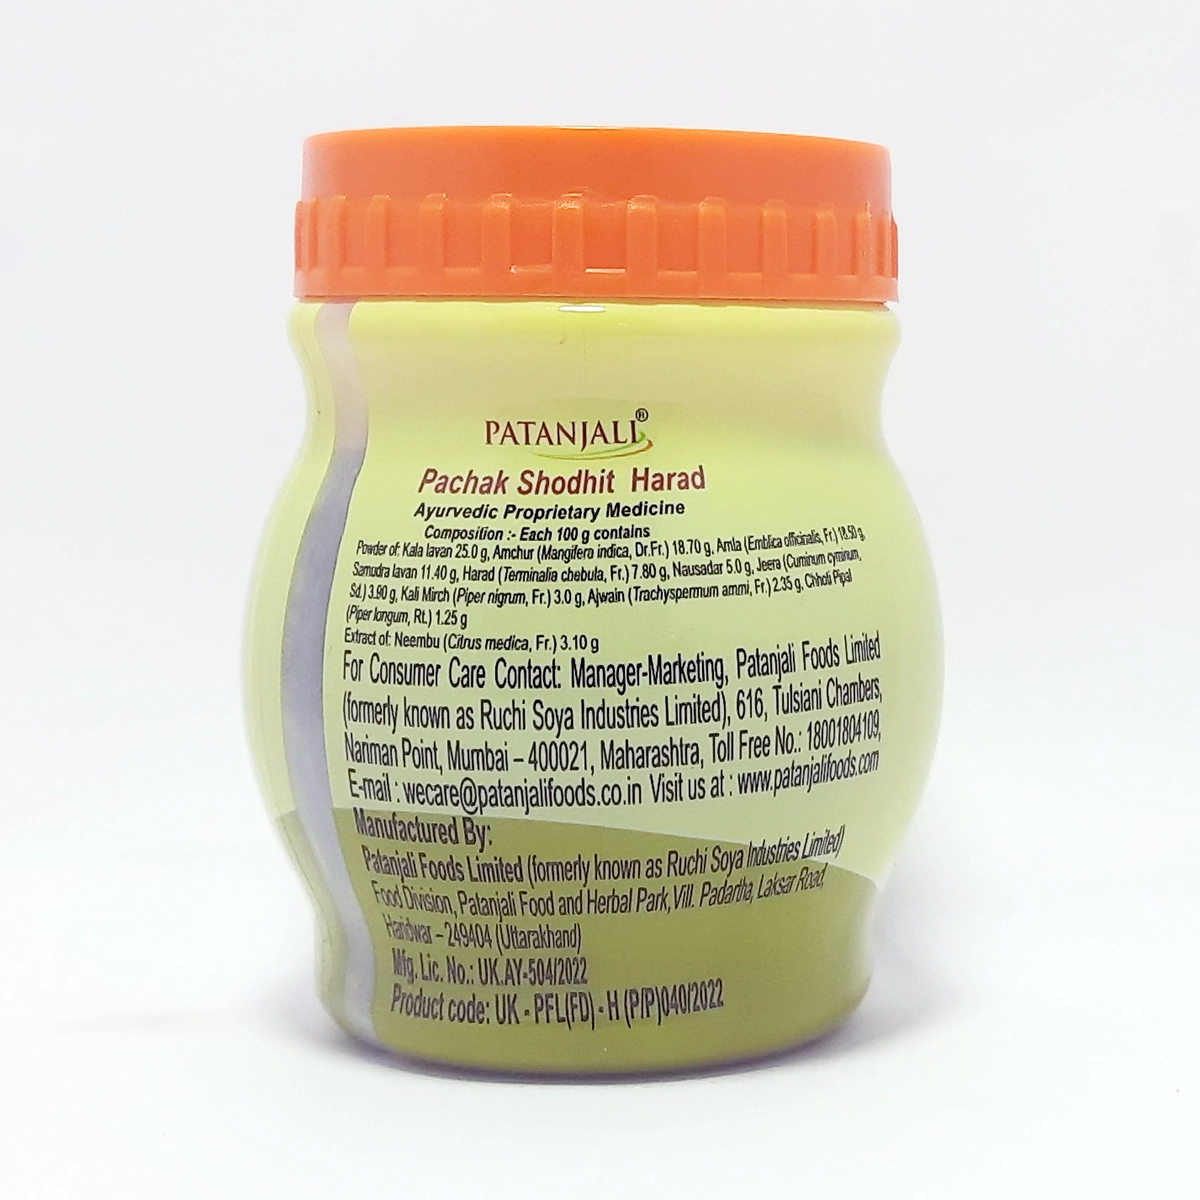 PATANJALI®
Pachak Shodhit Harad
Ayurvedic Proprietary Medicine
Composition :- Each 100 g contains
Powder of: Kala lavan 25.0 g, Amchur (Mangifera indica, Dr.Fr.) 18.70 g, Amla (Emblica officinalis, Fr.) 18.50 g,
Samudra lavan 11.40 g, Harad (Terminalia chebula, Fr.) 7.80 g, Nausadar 5.0 g, Jeera (Cuminum cyminum,
Sd.) 3.90 g, Kali Mirch (Piper nigrum, Fr.) 3.0 g, Ajwain (Trachyspermum ammi, Fr.) 2.35 g, Chhoti Pipal
(Piper longum, Rt.) 1.25 g
Extract of: Neembu (Citrus medica, Fr.) 3.10 g
For Consumer Care Contact: Manager-Marketing, Patanjali Foods Limited
(formerly known as Ruchi Soya Industries Limited), 616, Tulsiani Chambers,
Nariman Point, Mumbai – 400021, Maharashtra, Toll Free No.: 18001804109,
E-mail : wecare@patanjalifoods.co.in Visit us at : www.patanjalifoods.com
Manufactured By:
Patanjali Foods Limited (formerly known as Ruchi Soya Industries Limited)
Food Division, Patanjali Food and Herbal Park, Vill. Padartha, Laksar Road,
Haridwar – 249404 (Uttarakhand)
Mfg. Lic. No.: UK.AY-504/2022
Product code: UK - PFL(FD) - H (P/P)040/2022